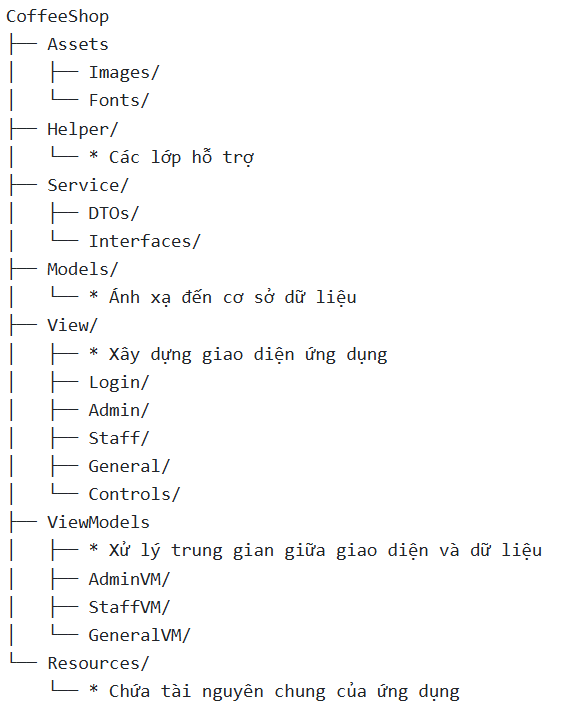 CoffeeShop
├── Assets
│   ├── Images/
│   └── Fonts/
├── Helper/
│   └── * Các lớp hỗ trợ
├── Service/
│   ├── DTOs/
│   └── Interfaces/
├── Models/
│   └── * Ánh xạ đến cơ sở dữ liệu
├── View/
│   ├── * Xây dựng giao diện ứng dụng
│   ├── Login/
│   ├── Admin/
│   ├── Staff/
│   ├── General/
│   └── Controls/
├── ViewModels
│   ├── * Xử lý trung gian giữa giao diện và dữ liệu
│   ├── AdminVM/
│   ├── StaffVM/
│   └── GeneralVM/
└── Resources/
    └── * Chứa tài nguyên chung của ứng dụng